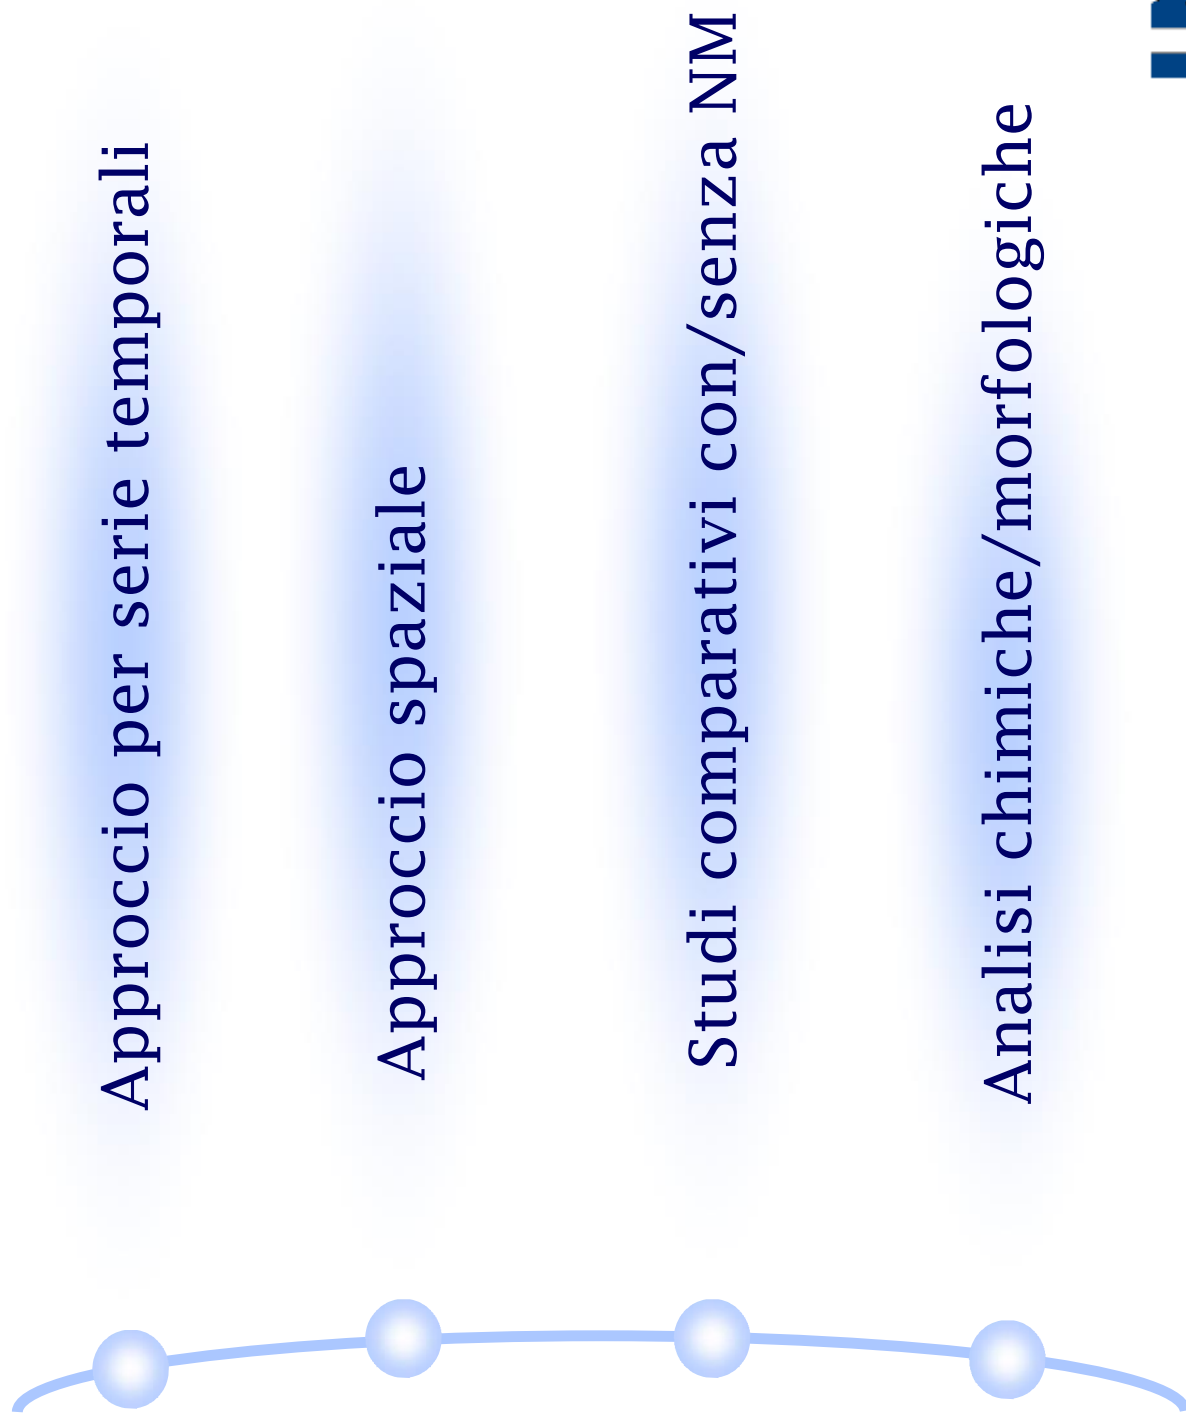 Approccio per serie temporali
Approccio spaziale
Studi comparativi con/senza NM
Analisi chimiche/morfologiche